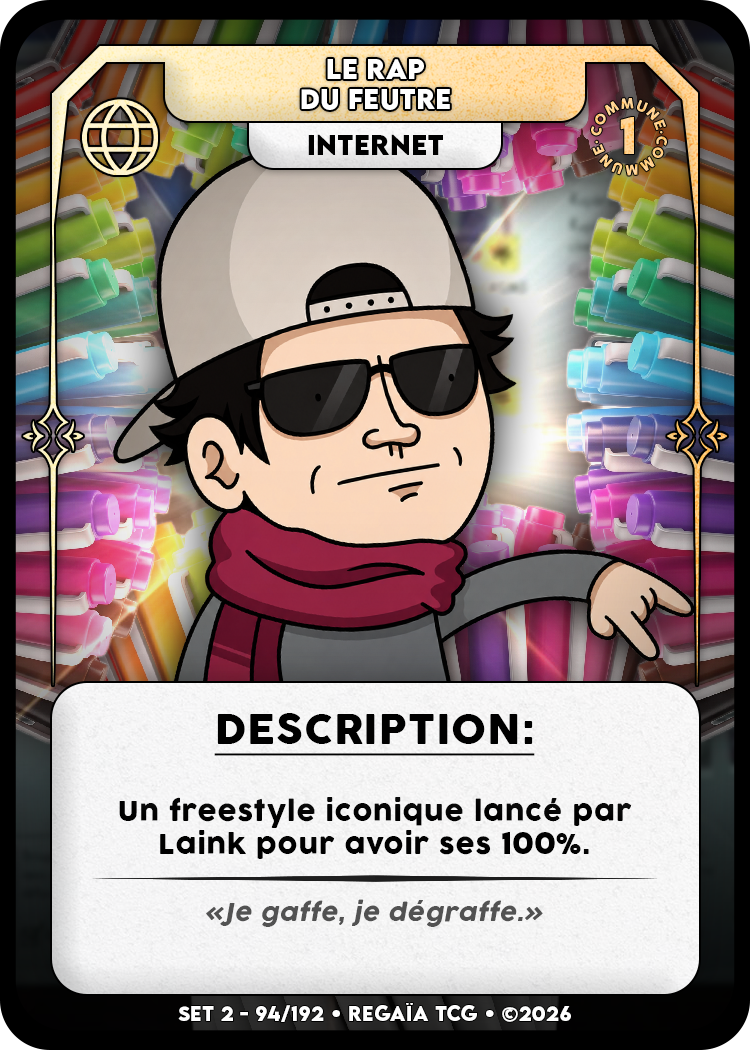 LE RAP
DU FEUTRE
INTERNET
COMMUNE·COMMUNE·
1
DESCRIPTION:
Un freestyle iconique lancé par
Laink pour avoir ses 100%.
«Je gaffe, je dégraffe.»
SET 2 - 94/192 • REGAÏA TCG • ©2026